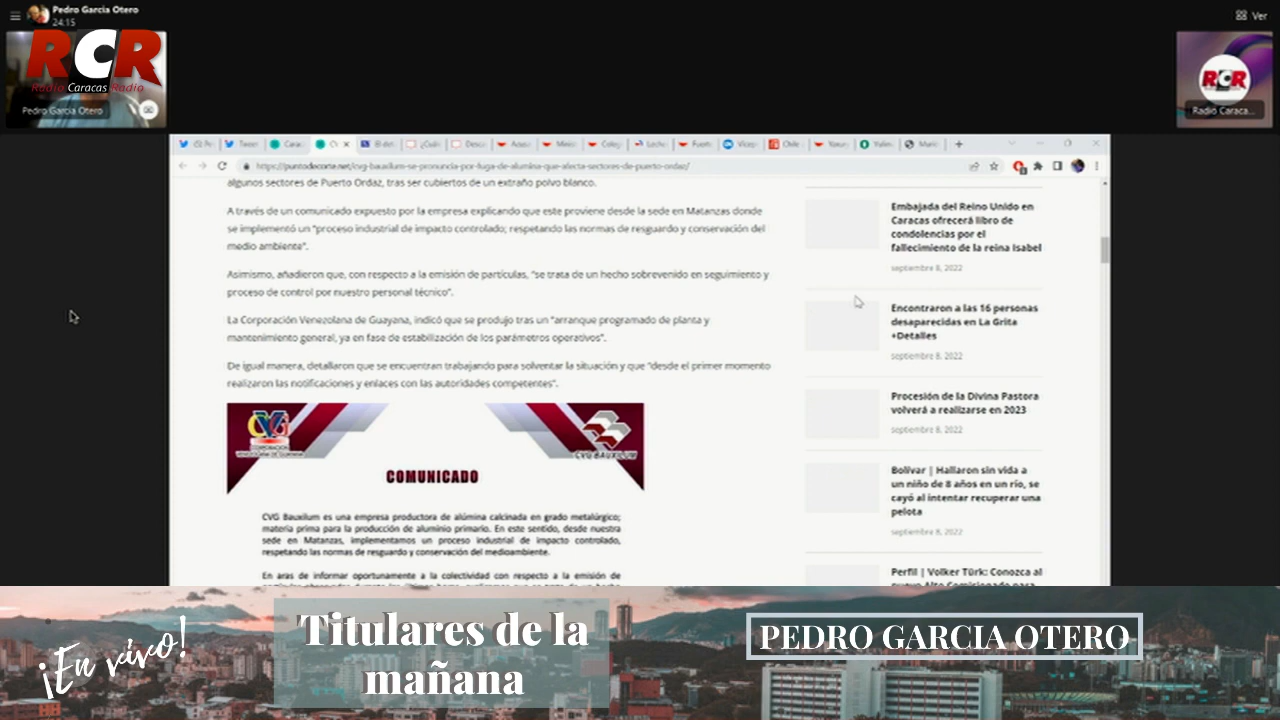 Pedro Garcia Otero
24:15
Ver
RCR
Radio Caracas Radio
Pedro Garcia Otero
RCR
Radio Caraca...
https://puntodecorte.net/cvg-bauxilum-se-pronuncia-por-fuga-de-alumina-que-afecta-sectores-de-puerto-ordaz/
algunos sectores de Puerto Ordaz, tras ser cubiertos de un extraño polvo blanco.
A través de un comunicado expuesto por la empresa explicando que este proviene desde la sede en Matanzas donde
se implementó un "proceso industrial de impacto controlado; respetando las normas de resguardo y conservación del
medio ambiente".
Asimismo, añadieron que, con respecto a la emisión de partículas, "se trata de un hecho sobrevenido en seguimiento y
proceso de control por nuestro personal técnico".
La Corporación Venezolana de Guayana, indicó que se produjo tras un "arranque programado de planta y
mantenimiento general, ya en fase de estabilización de los parámetros operativos".
De igual manera, detallaron que se encuentran trabajando para solventar la situación y que "desde el primer momento
realizaron las notificaciones y enlaces con las autoridades competentes".
CVG
CORPORACIÓN
VENEZOLANA DE GUAYANA
CVG BAUXILUM
COMUNICADO
CVG Bauxilum es una empresa productora de alúmina calcinada en grado metalúrgico;
materia prima para la producción de aluminio primario. En este sentido, desde nuestra
sede en Matanzas, implementamos un proceso industrial de impacto controlado,
respetando las normas de resguardo y conservación del medioambiente.
En aras de informar oportunamente a la colectividad con respecto a la emisión de
Embajada del Reino Unido en
Caracas ofrecerá libro de
condolencias por el
fallecimiento de la reina Isabel
septiembre 8, 2022
Encontraron a las 16 personas
desaparecidas en La Grita
+Detalles
septiembre 8, 2022
Procesión de la Divina Pastora
volverá a realizarse en 2023
septiembre 8, 2022
Bolívar | Hallaron sin vida a
un niño de 8 años en un río, se
cayó al intentar recuperar una
pelota
septiembre 8, 2022
Perfil | Volker Türk: Conozca al
nuevo Alto Comisionado para
¡En vivo!
Titulares de la
mañana
PEDRO GARCIA OTERO